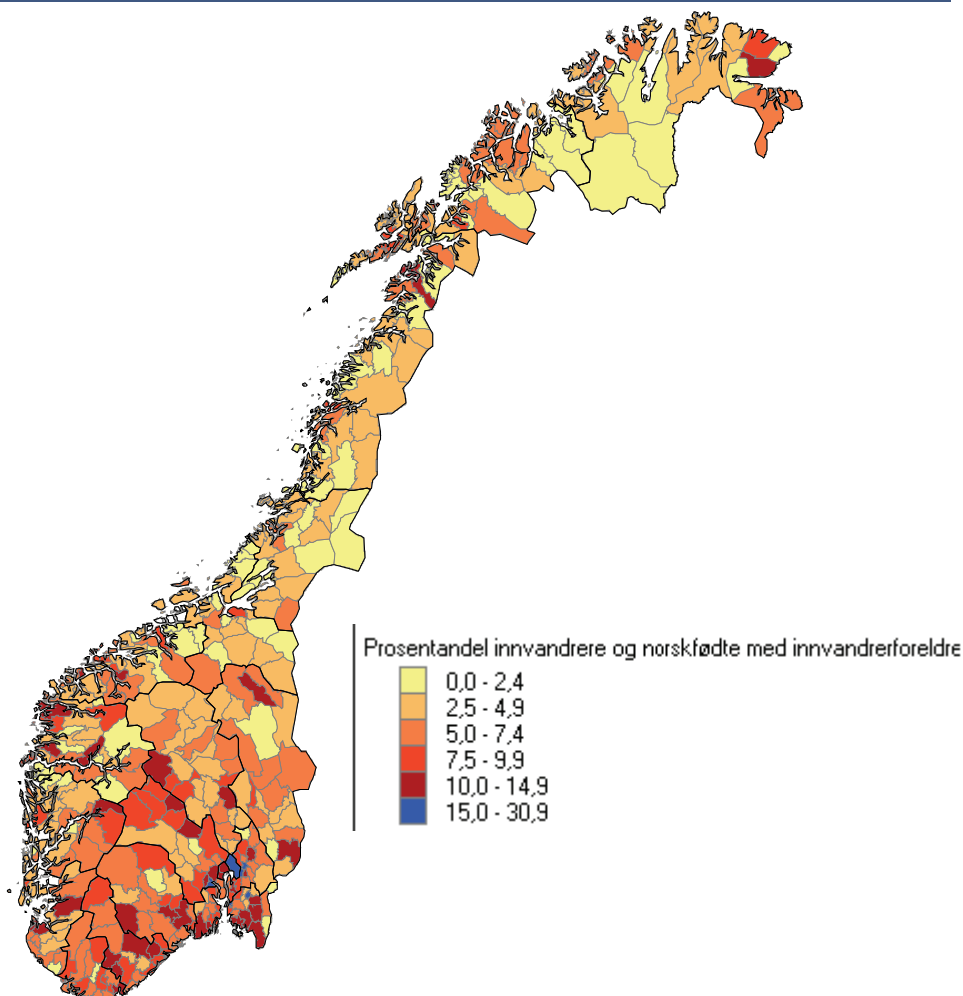 Prosentandel innvandrere og norskfødte med innvandrerforeldre
0,0 - 2,4
2,5 - 4,9
5,0 - 7,4
7,5 - 9,9
10,0 - 14,9
15,0 - 30,9